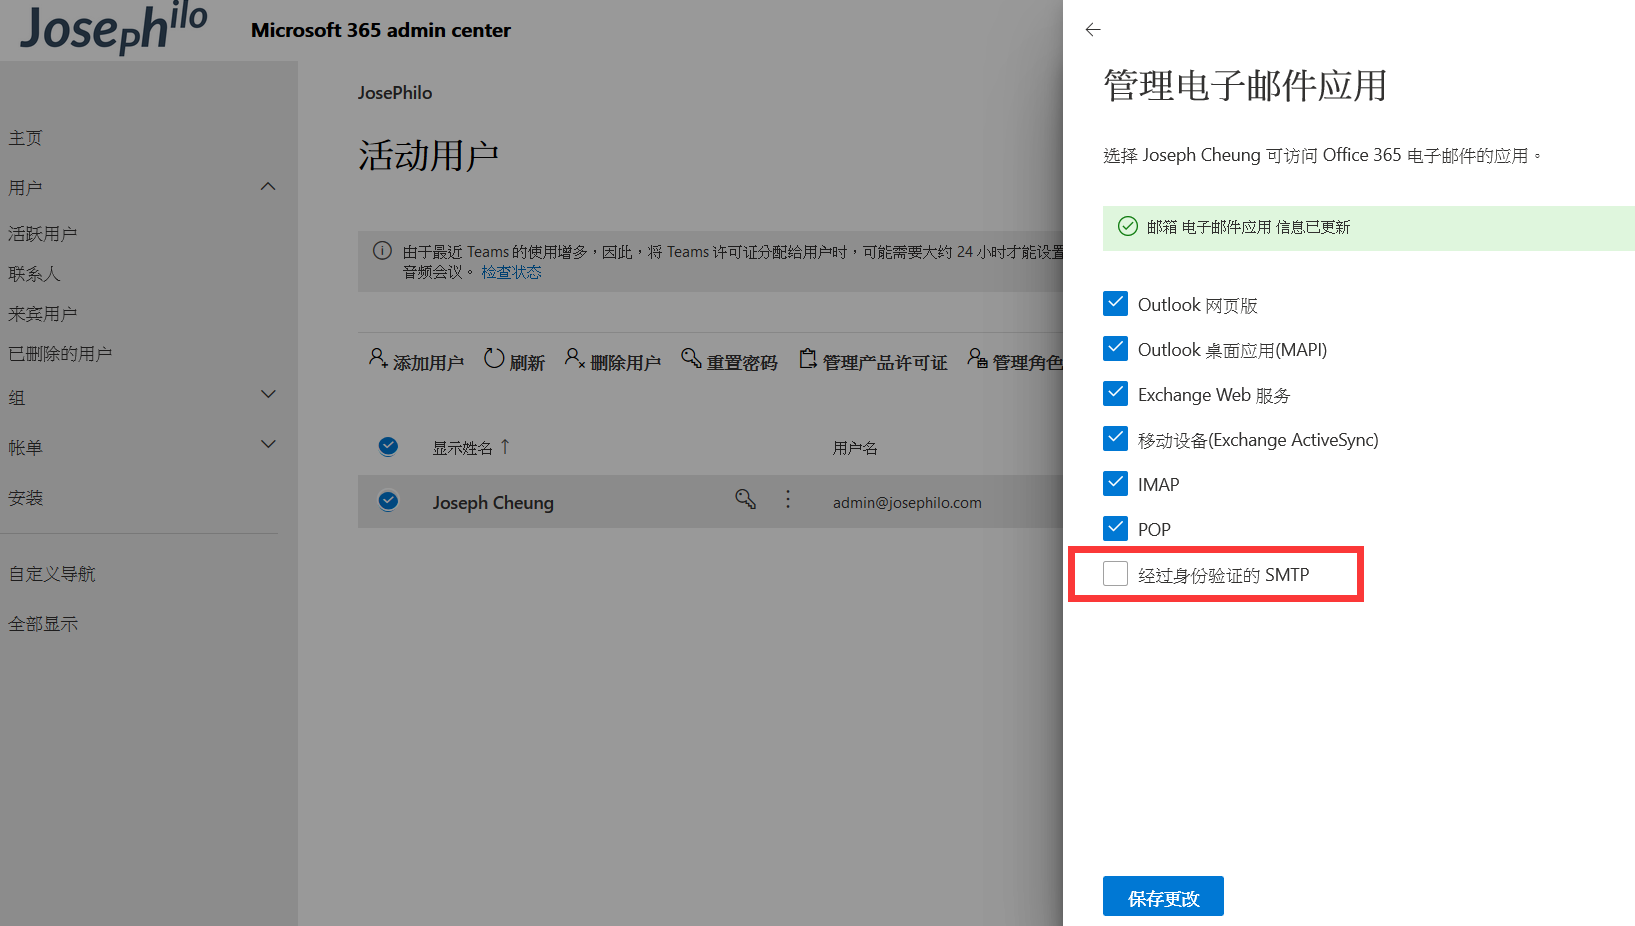 Josephilo
Microsoft 365 admin center
主页
用户
活跃用户
联系人
来宾用户
已删除的用户
组
帐单
安装
自定义导航
全部显示
JosePhilo
活动用户
由于最近 Teams 的使用增多，因此，将 Teams 许可证分配给用户时，可能需要大约 24 小时才能设置
音频会议。 检查状态
添加用户 刷新 删除用户 重置密码 管理产品许可证 管理角色
显示姓名 ↑ 用户名
Joseph Cheung admin@josephilo.com
管理电子邮件应用
选择 Joseph Cheung 可访问 Office 365 电子邮件的应用。
邮箱 电子邮件应用 信息已更新
Outlook 网页版
Outlook 桌面应用(MAPI)
Exchange Web 服务
移动设备(Exchange ActiveSync)
IMAP
POP
经过身份验证的 SMTP
保存更改